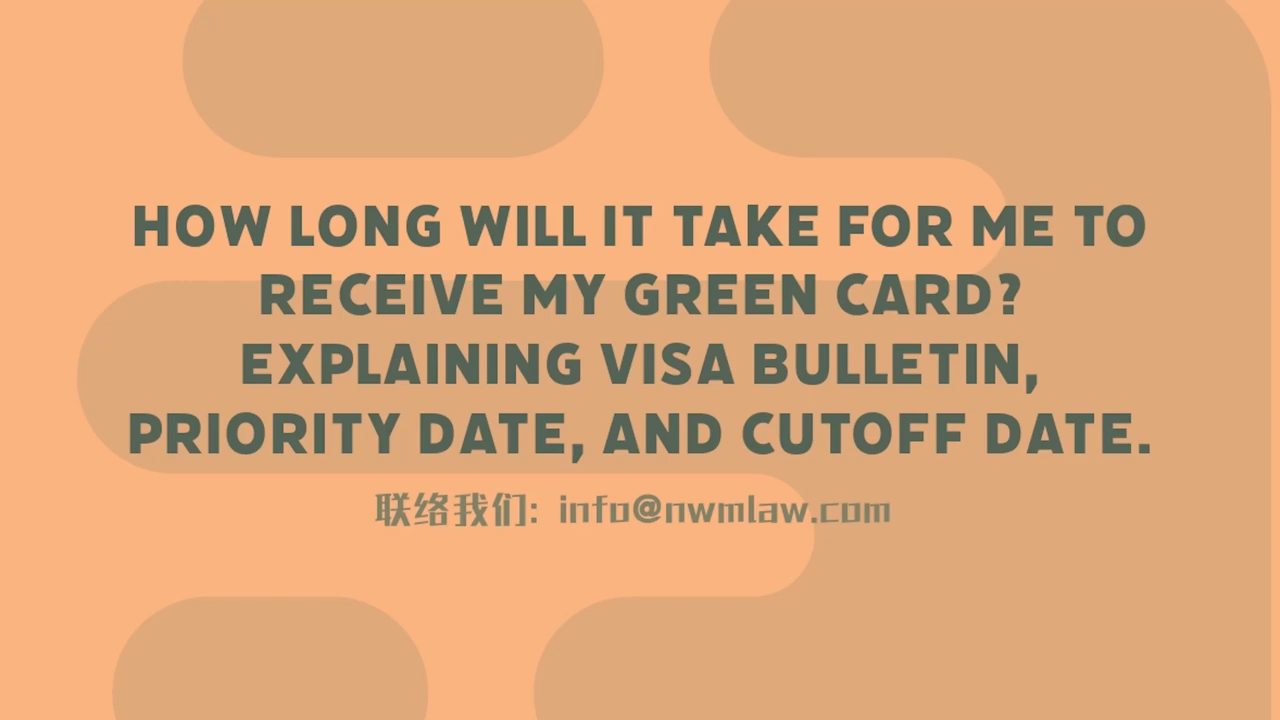 HOW LONG WILL IT TAKE FOR ME TO
RECEIVE MY GREEN CARD?
EXPLAINING VISA BULLETIN,
PRIORITY DATE, AND CUTOFF DATE.
联络我们: info@nwmlaw.com